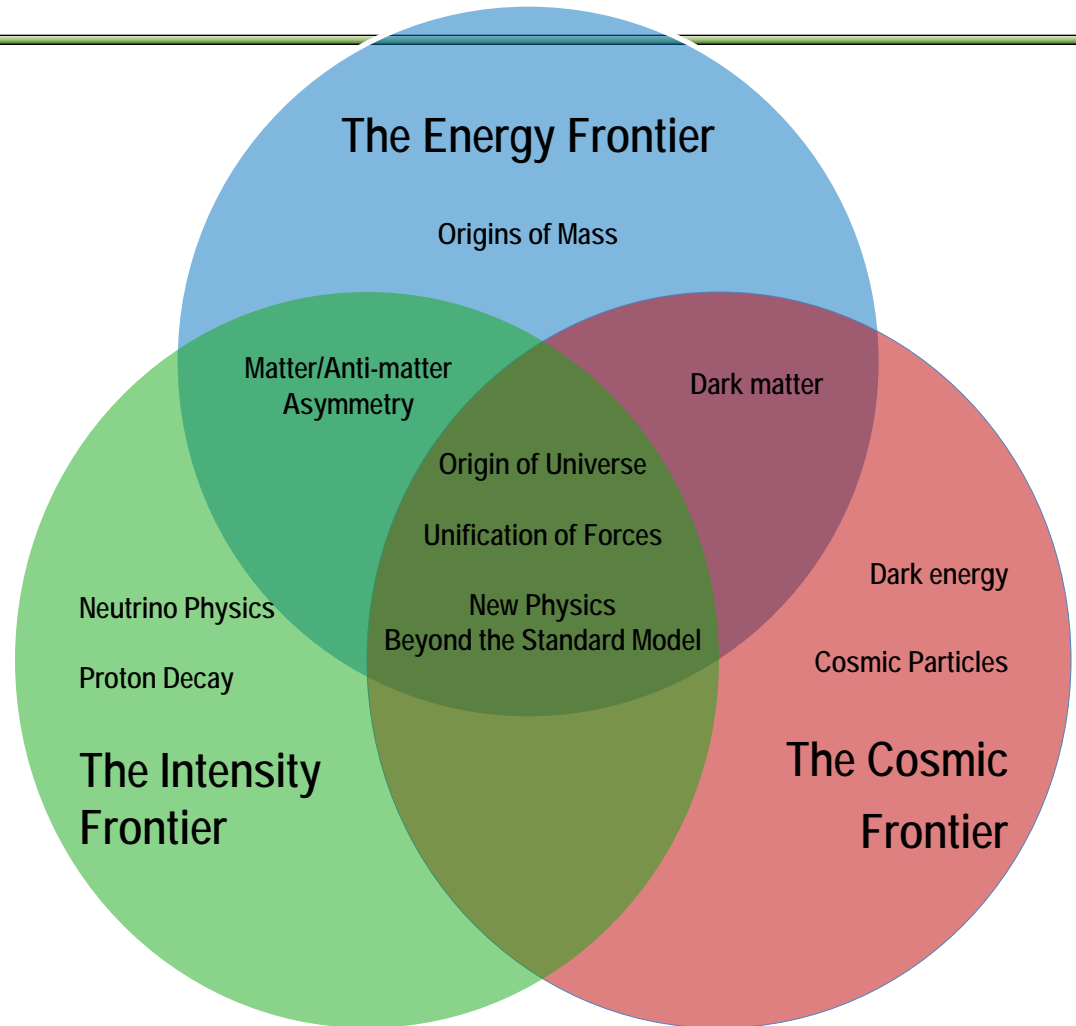 The Energy Frontier
Origins of Mass
Matter/Anti-matter
Asymmetry
Dark matter
Origin of Universe
Unification of Forces
New Physics
Beyond the Standard Model
Neutrino Physics
Proton Decay
The Intensity
Frontier
Dark energy
Cosmic Particles
The Cosmic
Frontier